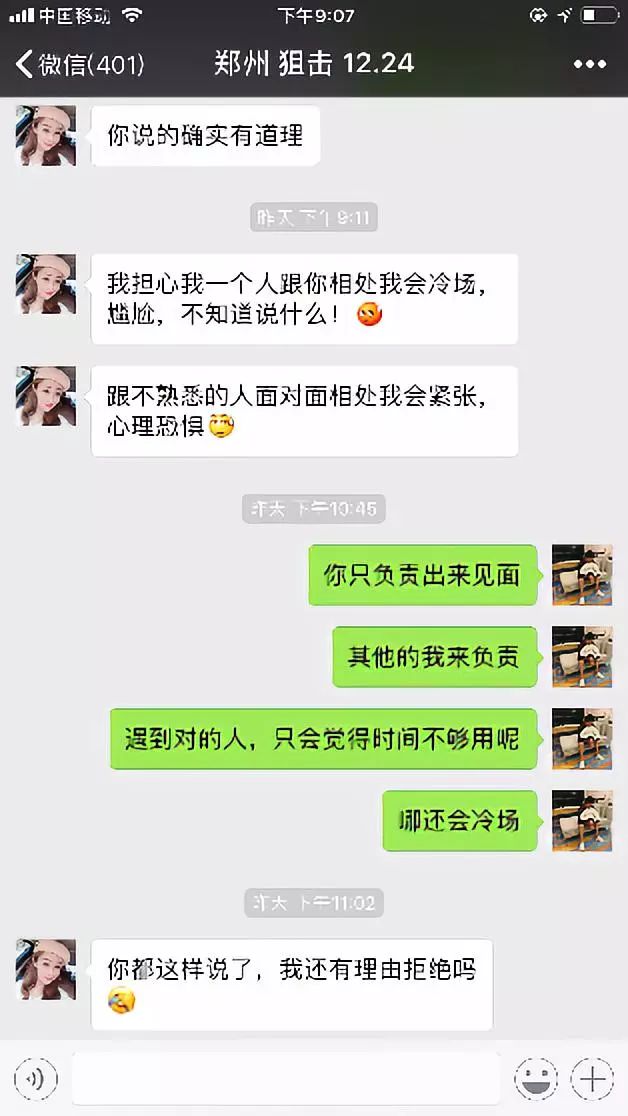 中国移动
下午9:07
微信(401)
郑州 狙击 12.24
你说的确实有道理
昨天 下午9:11
我担心我一个人跟你相处我会冷场，
尴尬，不知道说什么！
跟不熟悉的人面对面相处我会紧张，
心理恐惧
昨天 下午10:45
你只负责出来见面
其他的我来负责
遇到对的人，只会觉得时间不够用呢
哪还会冷场
昨天 下午11:02
你都这样说了，我还有理由拒绝吗